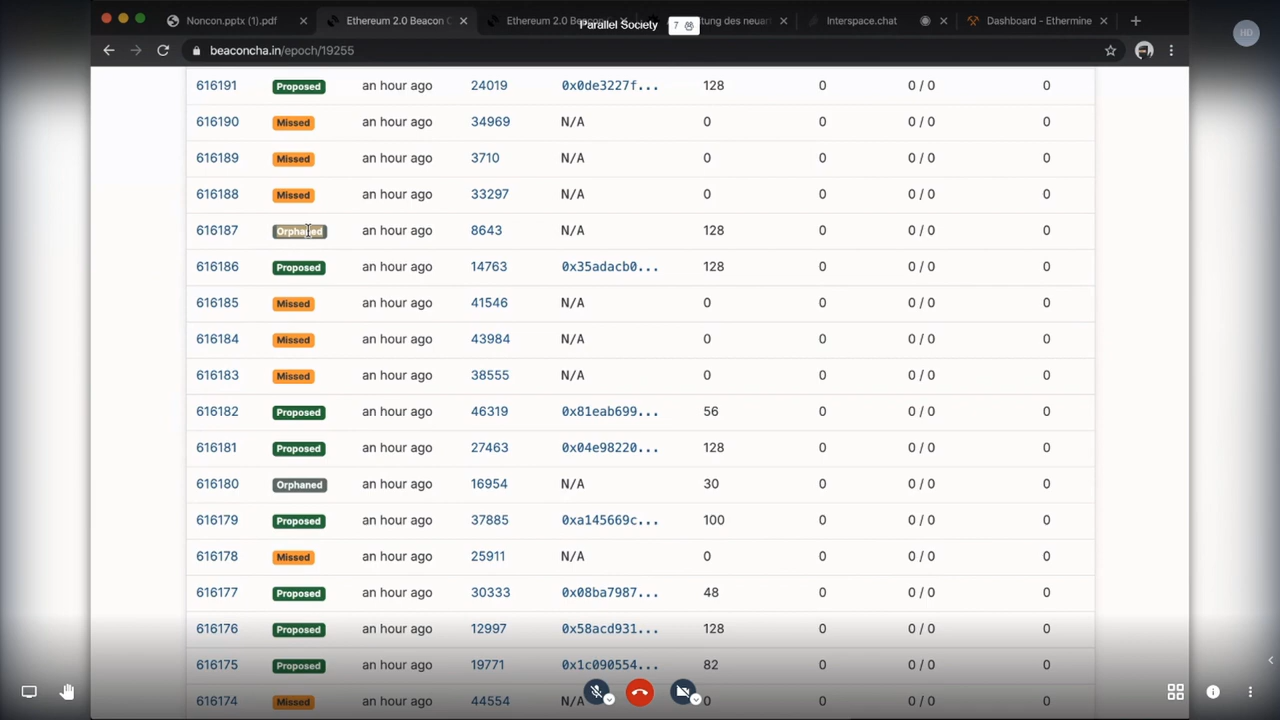 Noncon.pptx (1).pdf
Ethereum 2.0 Beacon C
Ethereum 2.0 Beaco
tung des neuar
Interspace.chat
Dashboard - Ethermine
Parallel Society 7
beaconcha.in/epoch/19255
616191 Proposed an hour ago 24019 0x0de3227f... 128 0 0 / 0 0
616190 Missed an hour ago 34969 N/A 0 0 0 / 0 0
616189 Missed an hour ago 3710 N/A 0 0 0 / 0 0
616188 Missed an hour ago 33297 N/A 0 0 0 / 0 0
616187 Orphaned an hour ago 8643 N/A 128 0 0 / 0 0
616186 Proposed an hour ago 14763 0x35adacb0... 128 0 0 / 0 0
616185 Missed an hour ago 41546 N/A 0 0 0 / 0 0
616184 Missed an hour ago 43984 N/A 0 0 0 / 0 0
616183 Missed an hour ago 38555 N/A 0 0 0 / 0 0
616182 Proposed an hour ago 46319 0x81eab699... 56 0 0 / 0 0
616181 Proposed an hour ago 27463 0x04e98220... 128 0 0 / 0 0
616180 Orphaned an hour ago 16954 N/A 30 0 0 / 0 0
616179 Proposed an hour ago 37885 0xa145669c... 100 0 0 / 0 0
616178 Missed an hour ago 25911 N/A 0 0 0 / 0 0
616177 Proposed an hour ago 30333 0x08ba7987... 48 0 0 / 0 0
616176 Proposed an hour ago 12997 0x58acd931... 128 0 0 / 0 0
616175 Proposed an hour ago 19771 0x1c090554... 82 0 0 / 0 0
616174 Missed an hour ago 44554 N/A 0 0 0 / 0 0
HD